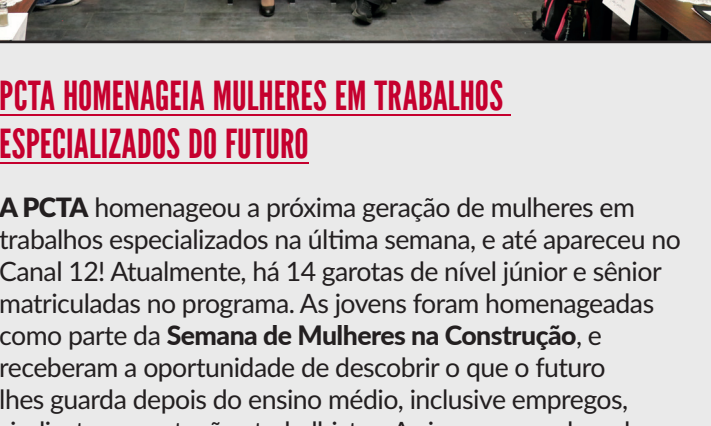 PCTA HOMENAGEIA MULHERES EM TRABALHOS
ESPECIALIZADOS DO FUTURO
A PCTA homenageou a próxima geração de mulheres em
trabalhos especializados na última semana, e até apareceu no
Canal 12! Atualmente, há 14 garotas de nível júnior e sênior
matriculadas no programa. As jovens foram homenageadas
como parte da Semana de Mulheres na Construção, e
receberam a oportunidade de descobrir o que o futuro
lhes guarda depois do ensino médio, inclusive empregos,